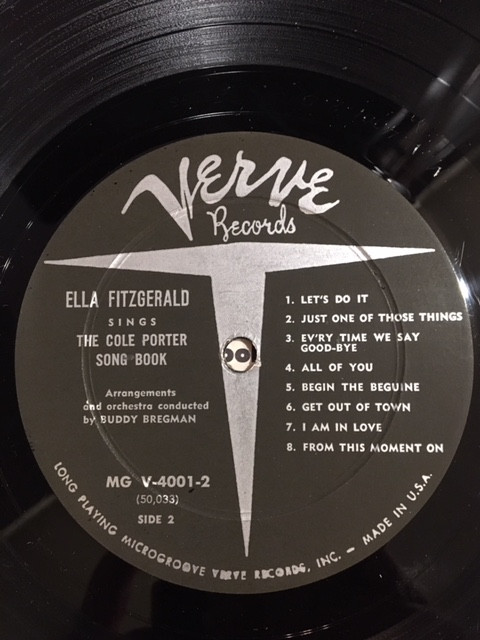 Verve
Records
ELLA FITZGERALD
SINGS
THE COLE PORTER
SONG BOOK
Arrangements
and orchestra conducted
by BUDDY BREGMAN
MG V-4001-2
(50,033)
SIDE 2
1. LET'S DO IT
2. JUST ONE OF THOSE THINGS
3. EV'RY TIME WE SAY
GOOD-BYE
4. ALL OF YOU
5. BEGIN THE BEGUINE
6. GET OUT OF TOWN
7. I AM IN LOVE
8. FROM THIS MOMENT ON
LONG PLAYING MICROGROOVE VERVE RECORDS, INC. — MADE IN U.S.A.